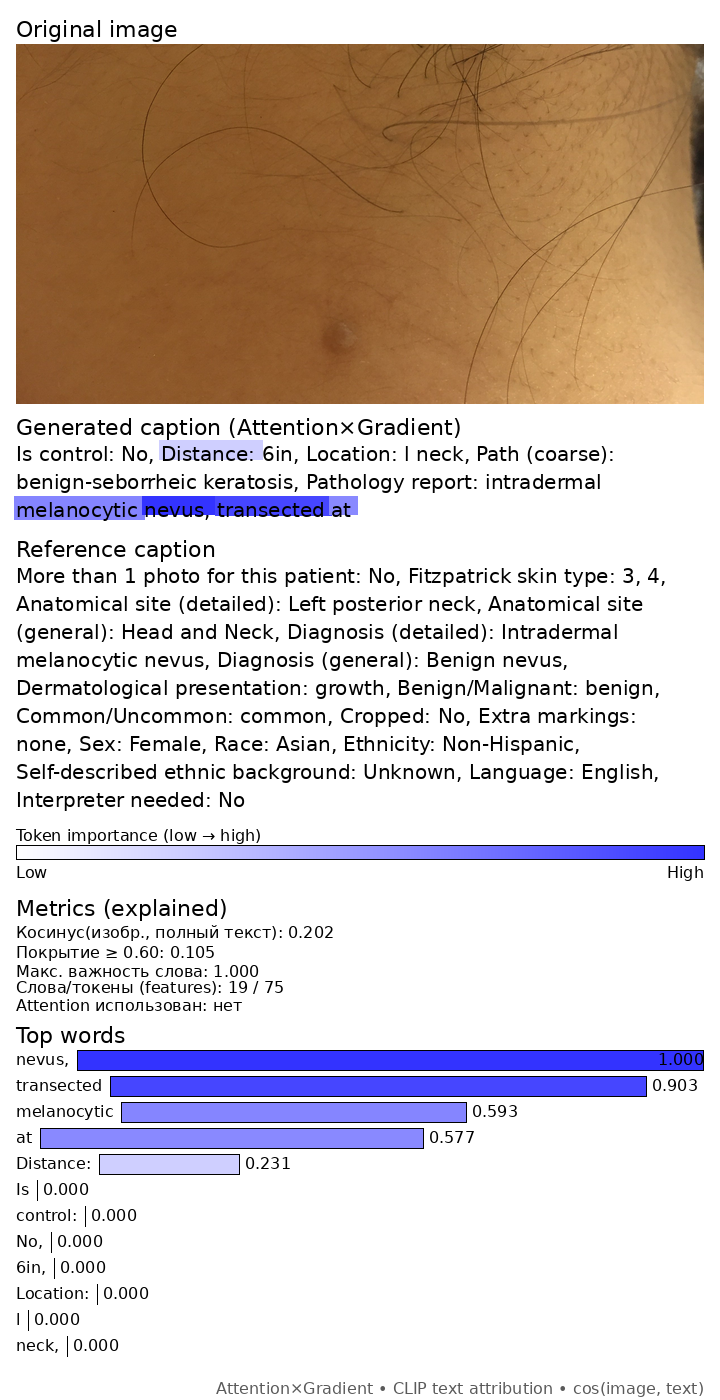 Original image
Generated caption (Attention×Gradient)
Is control: No, Distance: 6in, Location: l neck, Path (coarse):
benign-seborrheic keratosis, Pathology report: intradermal
melanocytic nevus, transected at
Reference caption
More than 1 photo for this patient: No, Fitzpatrick skin type: 3, 4,
Anatomical site (detailed): Left posterior neck, Anatomical site
(general): Head and Neck, Diagnosis (detailed): Intradermal
melanocytic nevus, Diagnosis (general): Benign nevus,
Dermatological presentation: growth, Benign/Malignant: benign,
Common/Uncommon: common, Cropped: No, Extra markings:
none, Sex: Female, Race: Asian, Ethnicity: Non-Hispanic,
Self-described ethnic background: Unknown, Language: English,
Interpreter needed: No
Token importance (low → high)
Low High
Metrics (explained)
Косинус(изобр., полный текст): 0.202
Покрытие ≥ 0.60: 0.105
Макс. важность слова: 1.000
Слова/токены (features): 19 / 75
Attention использован: нет
Top words
nevus, 1.000
transected 0.903
melanocytic 0.593
at 0.577
Distance: 0.231
Is 0.000
control: 0.000
No, 0.000
6in, 0.000
Location: 0.000
l 0.000
neck, 0.000
Attention×Gradient • CLIP text attribution • cos(image, text)